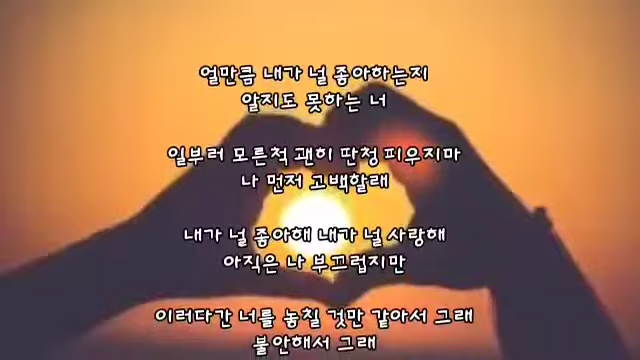 얼만큼 내가 널 좋아하는지
알지도 못하는 너
일부러 모른척 괜히 딴청 피우지마
나 먼저 고백할래
내가 널 좋아해 내가 널 사랑해
아직은 나 부끄럽지만
이러다간 너를 놓칠 것만 같아서 그래
불안해서 그래